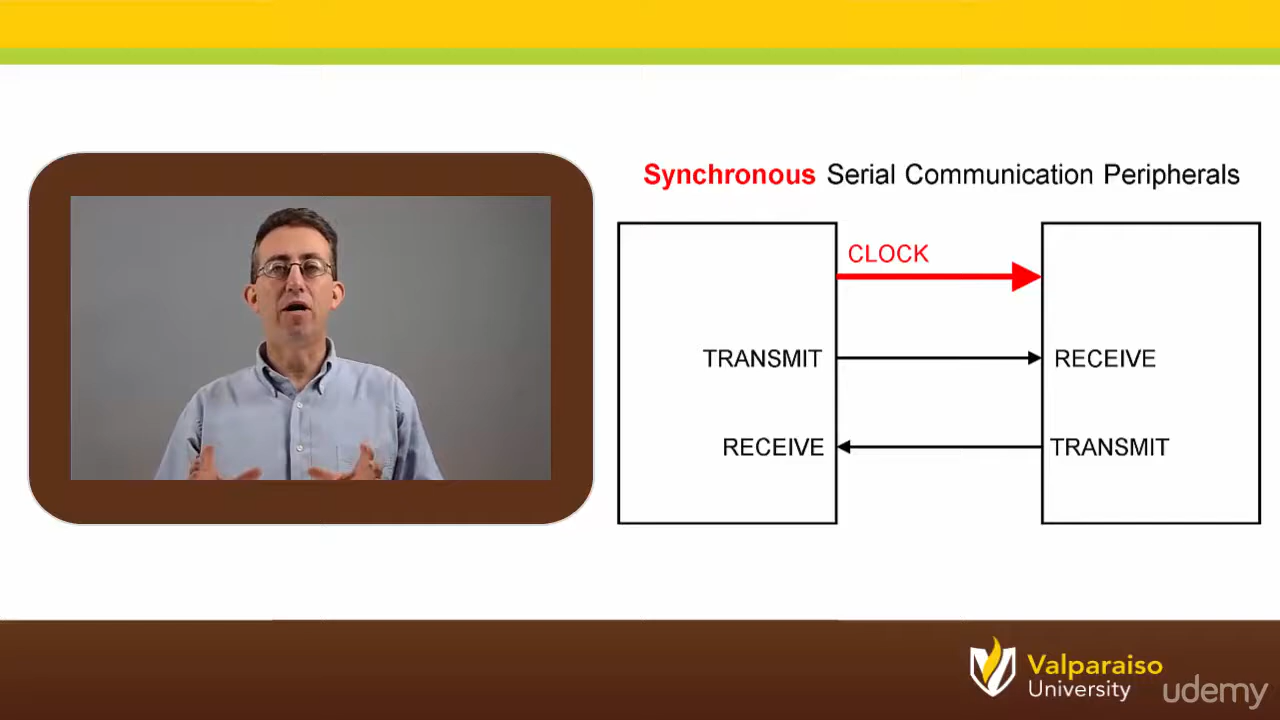 Synchronous Serial Communication Peripherals
CLOCK
TRANSMIT
RECEIVE
RECEIVE
TRANSMIT
Valparaiso
University
udemy